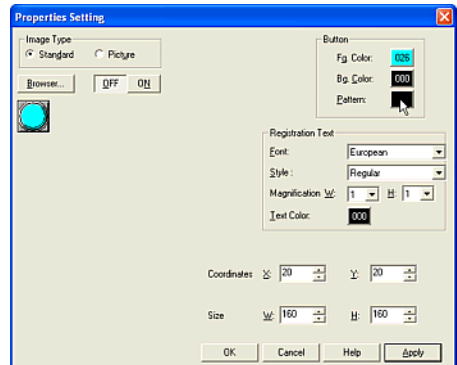 Properties Setting
Image Type
Standard Picture
Browser... OFF ON
Button
Fg. Color: 026
Bg. Color: 000
Pattern:
Registration Text
Font: European
Style : Regular
Magnification W: 1 H: 1
Text Color: 000
Coordinates X: 20 Y: 20
Size W: 160 H: 160
OK Cancel Help Apply